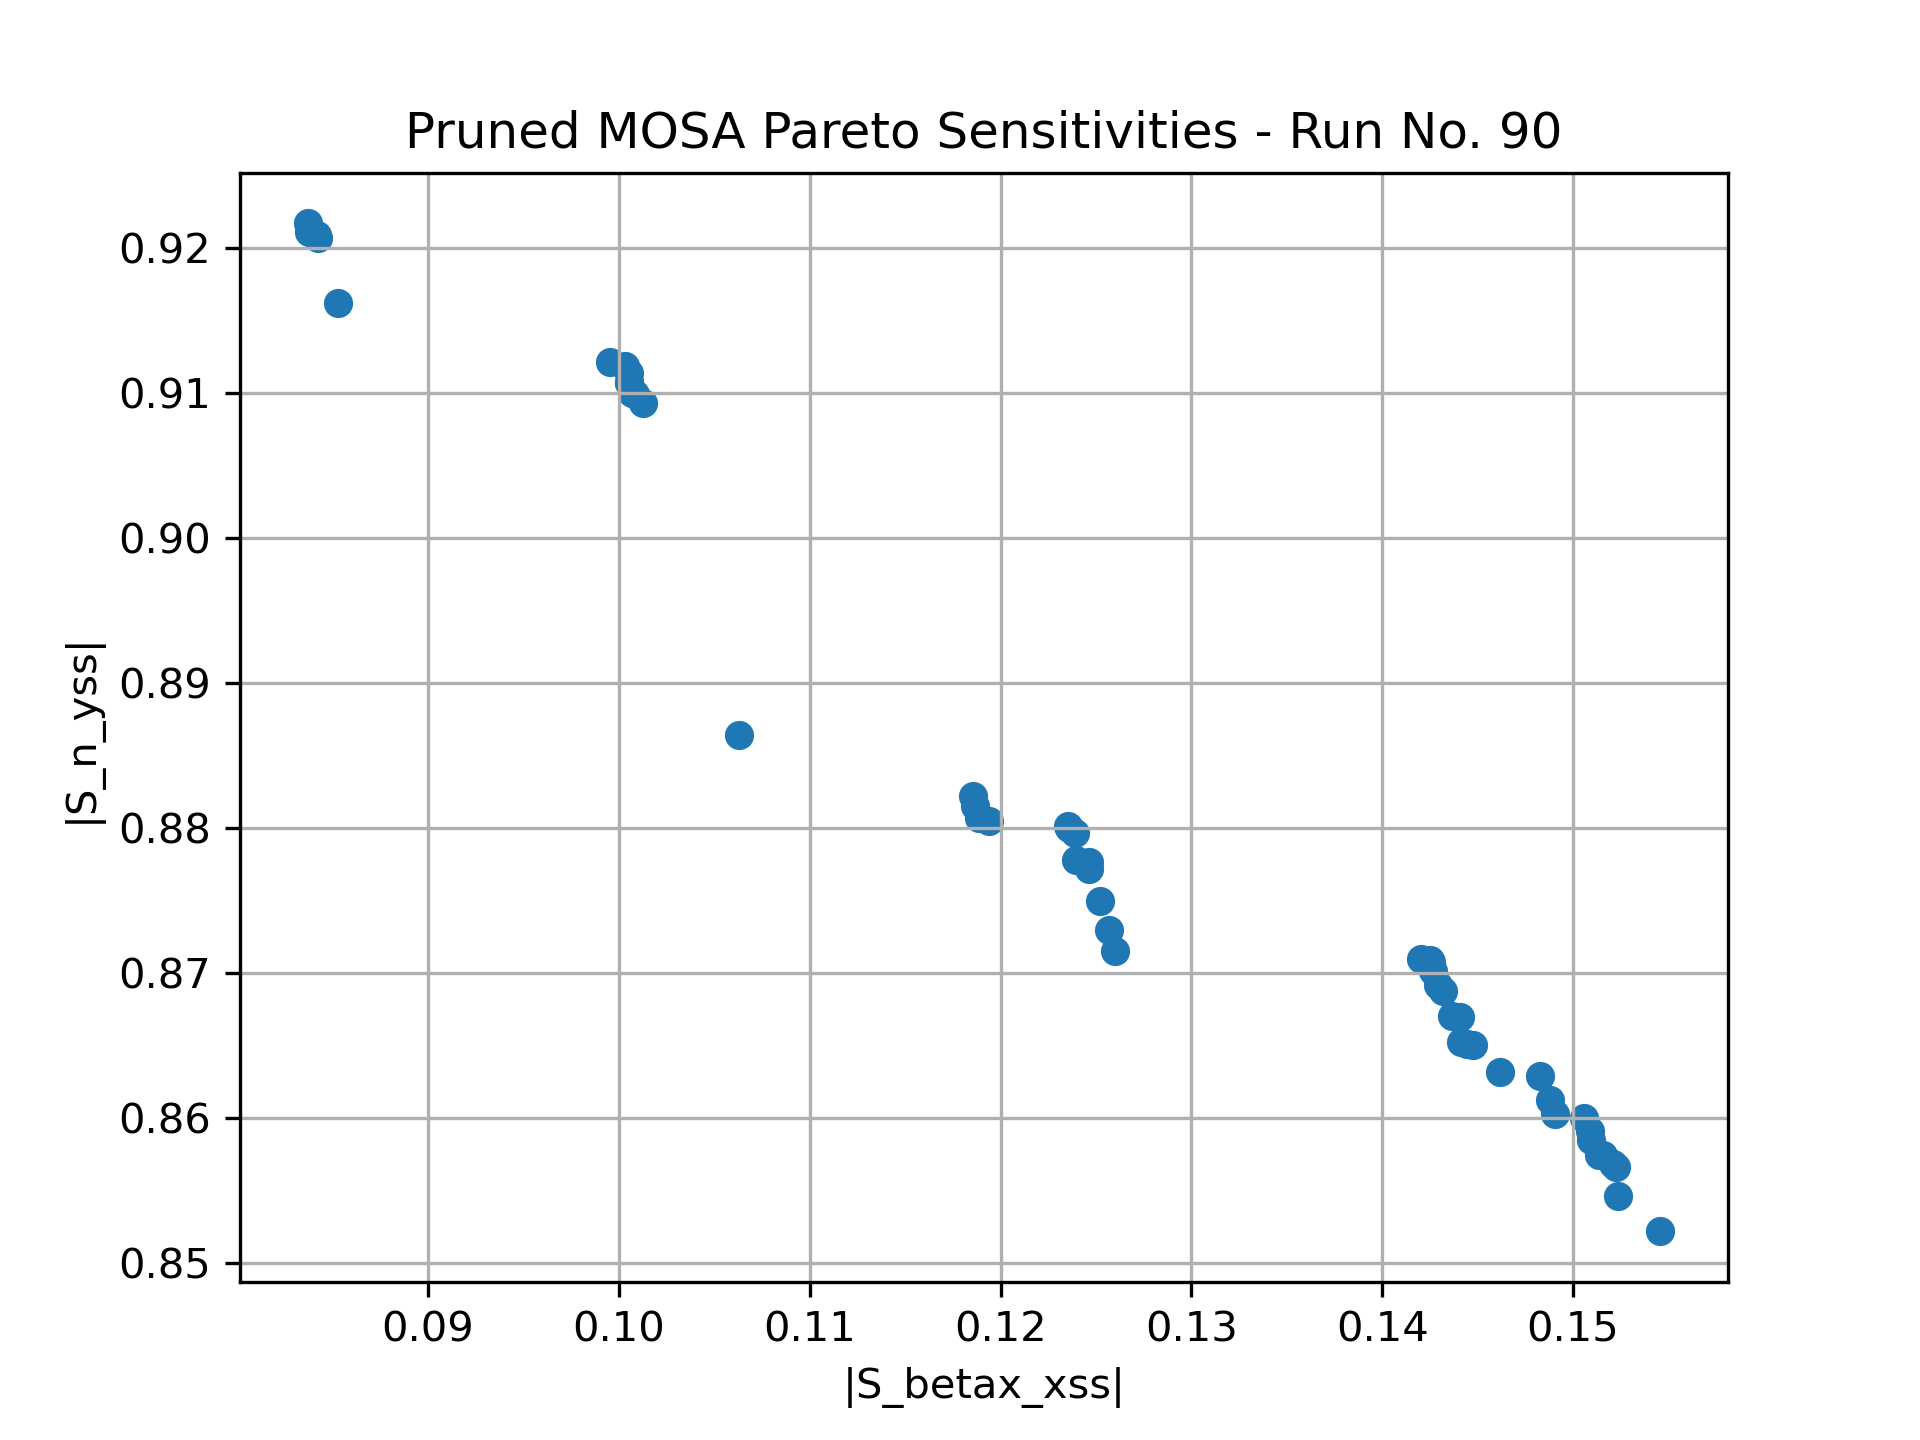 Pruned MOSA Pareto Sensitivities - Run No. 90
|S_n_yss|
0.92
0.91
0.90
0.89
0.88
0.87
0.86
0.85
0.09 0.10 0.11 0.12 0.13 0.14 0.15
|S_betax_xss|